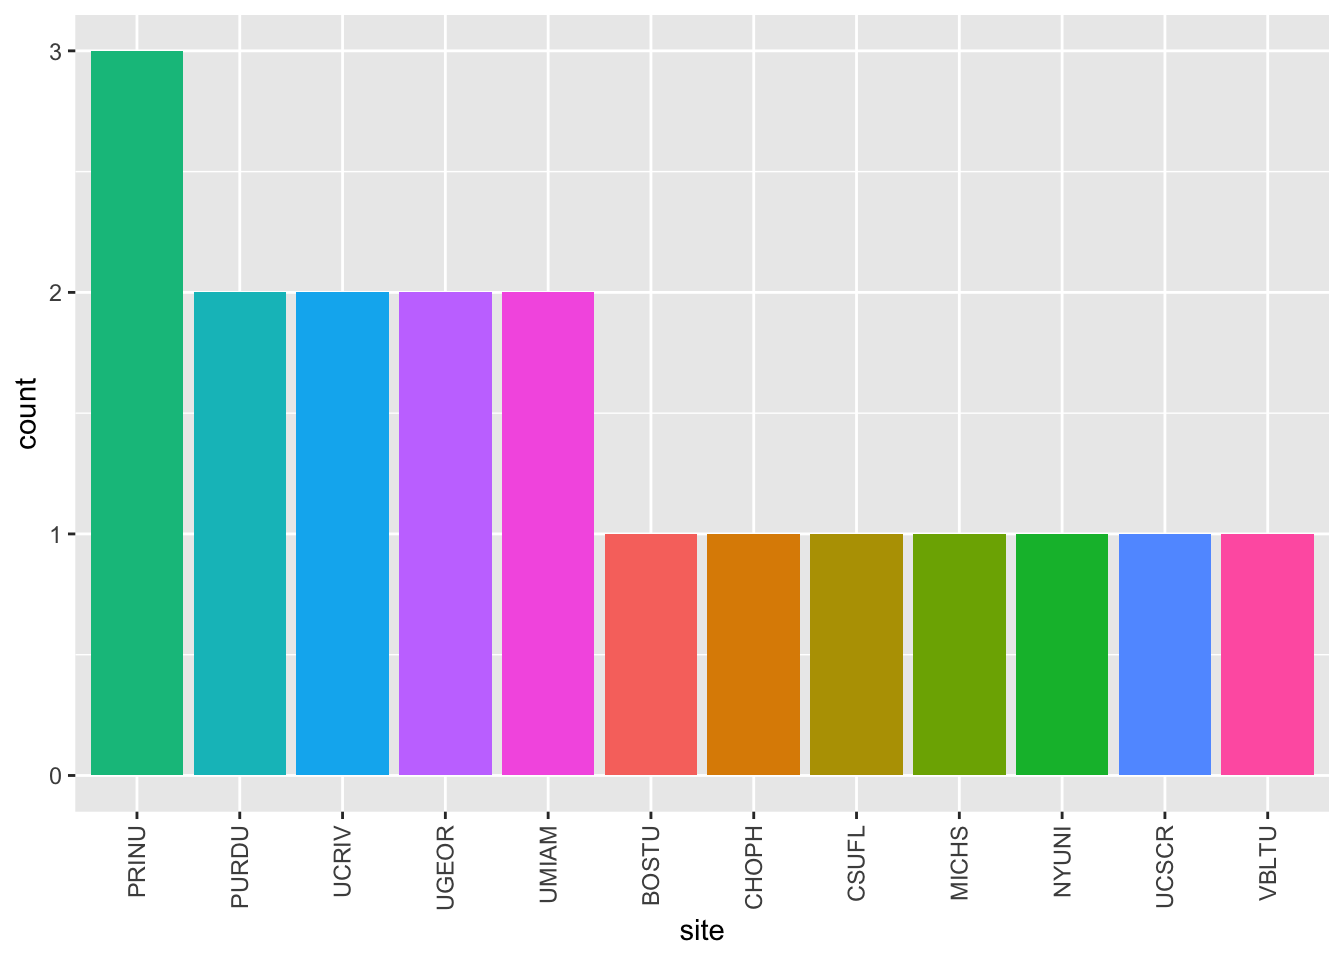 3
2
1
0
count
PRINU
PURDU
UCRIV
UGEOR
UMIAM
BOSTU
CHOPH
CSUFL
MICHS
NYUNI
UCSCR
VBLTU
site